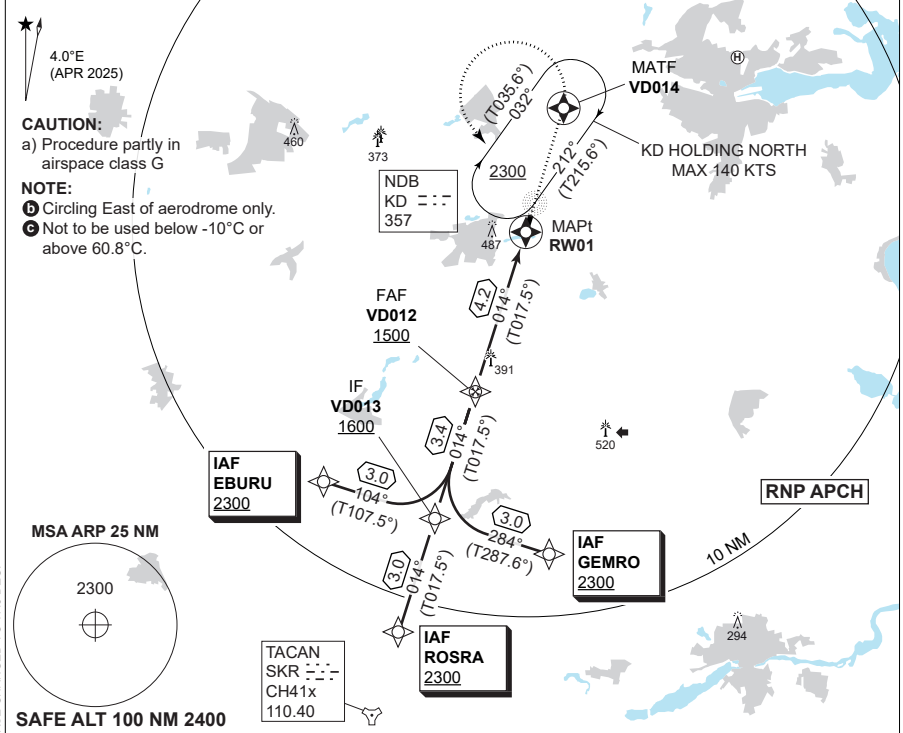 4.0°E
(APR 2025)
CAUTION:
a) Procedure partly in
airspace class G
NOTE:
b Circling East of aerodrome only.
c Not to be used below -10°C or
above 60.8°C.
460
373
NDB
KD
357
487
(T035.6°)
032°
2300
212°
(T215.6°)
MATF
VD014
H
KD HOLDING NORTH
MAX 140 KTS
MAPt
RW01
4.2
014°
(T017.5°)
FAF
VD012
1500
391
IF
VD013
1600
3.4
014°
(T017.5°)
520
IAF
EBURU
2300
3.0
104°
(T107.5°)
3.0
284°
(T287.6°)
IAF
GEMRO
2300
RNP APCH
10 NM
3.0
014°
(T017.5°)
IAF
ROSRA
2300
MSA ARP 25 NM
2300
SAFE ALT 100 NM 2400
TACAN
SKR
CH41x
110.40
294